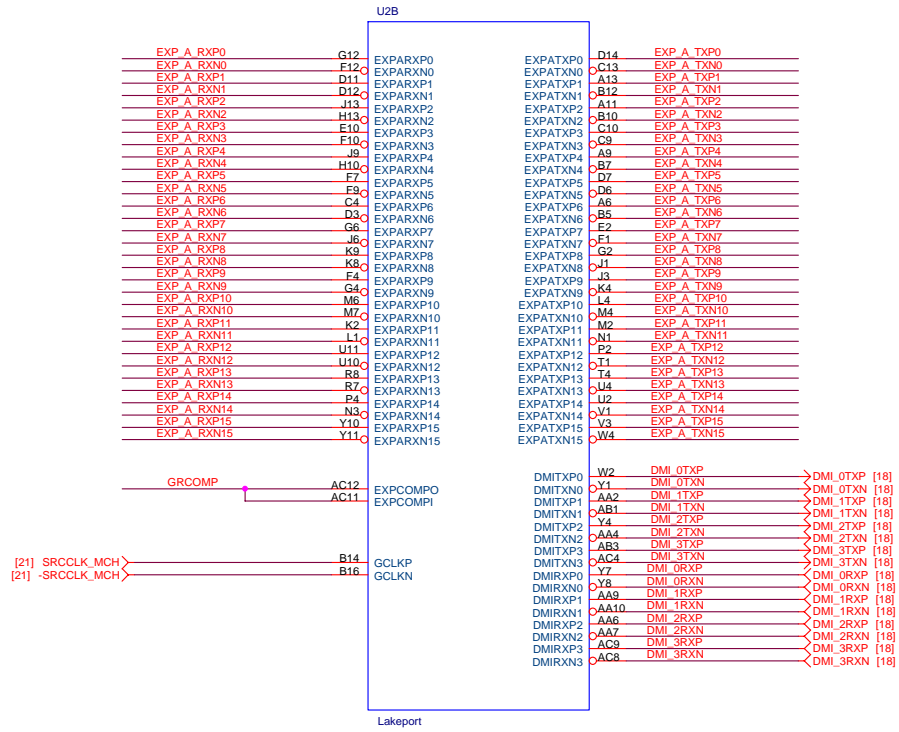 U2B
EXP_A_RXP0 G12 EXPARXP0 EXPATXP0 D14 EXP_A_TXP0
EXP_A_RXN0 F12 EXPARXN0 EXPATXN0 C13 EXP_A_TXN0
EXP_A_RXP1 D11 EXPARXP1 EXPATXP1 A13 EXP_A_TXP1
EXP_A_RXN1 D12 EXPARXN1 EXPATXN1 B12 EXP_A_TXN1
EXP_A_RXP2 J13 EXPARXP2 EXPATXP2 A11 EXP_A_TXP2
EXP_A_RXN2 H13 EXPARXN2 EXPATXN2 B10 EXP_A_TXN2
EXP_A_RXP3 E10 EXPARXP3 EXPATXP3 C10 EXP_A_TXP3
EXP_A_RXN3 F10 EXPARXN3 EXPATXN3 C9 EXP_A_TXN3
EXP_A_RXP4 J9 EXPARXP4 EXPATXP4 A9 EXP_A_TXP4
EXP_A_RXN4 H10 EXPARXN4 EXPATXN4 B7 EXP_A_TXN4
EXP_A_RXP5 F7 EXPARXP5 EXPATXP5 D7 EXP_A_TXP5
EXP_A_RXN5 F9 EXPARXN5 EXPATXN5 D6 EXP_A_TXN5
EXP_A_RXP6 C4 EXPARXP6 EXPATXP6 A6 EXP_A_TXP6
EXP_A_RXN6 D3 EXPARXN6 EXPATXN6 B5 EXP_A_TXN6
EXP_A_RXP7 G6 EXPARXP7 EXPATXP7 E2 EXP_A_TXP7
EXP_A_RXN7 J6 EXPARXN7 EXPATXN7 F1 EXP_A_TXN7
EXP_A_RXP8 K9 EXPARXP8 EXPATXP8 G2 EXP_A_TXP8
EXP_A_RXN8 K8 EXPARXN8 EXPATXN8 J1 EXP_A_TXN8
EXP_A_RXP9 F4 EXPARXP9 EXPATXP9 J3 EXP_A_TXP9
EXP_A_RXN9 G4 EXPARXN9 EXPATXN9 K4 EXP_A_TXN9
EXP_A_RXP10 M6 EXPARXP10 EXPATXP10 L4 EXP_A_TXP10
EXP_A_RXN10 M7 EXPARXN10 EXPATXN10 M4 EXP_A_TXN10
EXP_A_RXP11 K2 EXPARXP11 EXPATXP11 M2 EXP_A_TXP11
EXP_A_RXN11 L1 EXPARXN11 EXPATXN11 N1 EXP_A_TXN11
EXP_A_RXP12 U11 EXPARXP12 EXPATXP12 P2 EXP_A_TXP12
EXP_A_RXN12 U10 EXPARXN12 EXPATXN12 T1 EXP_A_TXN12
EXP_A_RXP13 R8 EXPARXP13 EXPATXP13 T4 EXP_A_TXP13
EXP_A_RXN13 R7 EXPARXN13 EXPATXN13 U4 EXP_A_TXN13
EXP_A_RXP14 P4 EXPARXP14 EXPATXP14 U2 EXP_A_TXP14
EXP_A_RXN14 N3 EXPARXN14 EXPATXN14 V1 EXP_A_TXN14
EXP_A_RXP15 Y10 EXPARXP15 EXPATXP15 V3 EXP_A_TXP15
EXP_A_RXN15 Y11 EXPARXN15 EXPATXN15 W4 EXP_A_TXN15
DMITXP0 W2 DMI_0TXP DMI_0TXP [18]
GRCOMP AC12 EXPCOMPO DMITXN0 Y1 DMI_0TXN DMI_0TXN [18]
AC11 EXPCOMPI DMITXP1 AA2 DMI_1TXP DMI_1TXP [18]
DMITXN1 AB1 DMI_1TXN DMI_1TXN [18]
DMITXP2 Y4 DMI_2TXP DMI_2TXP [18]
DMITXN2 AA4 DMI_2TXN DMI_2TXN [18]
DMITXP3 AB3 DMI_3TXP DMI_3TXP [18]
[21] SRCCLK_MCH B14 GCLKP DMITXN3 AC4 DMI_3TXN DMI_3TXN [18]
[21] -SRCCLK_MCH B16 GCLKN DMIRXP0 Y7 DMI_0RXP DMI_0RXP [18]
DMIRXN0 Y8 DMI_0RXN DMI_0RXN [18]
DMIRXP1 AA9 DMI_1RXP DMI_1RXP [18]
DMIRXN1 AA10 DMI_1RXN DMI_1RXN [18]
DMIRXP2 AA6 DMI_2RXP DMI_2RXP [18]
DMIRXN2 AA7 DMI_2RXN DMI_2RXN [18]
DMIRXP3 AC9 DMI_3RXP DMI_3RXP [18]
DMIRXN3 AC8 DMI_3RXN DMI_3RXN [18]
Lakeport